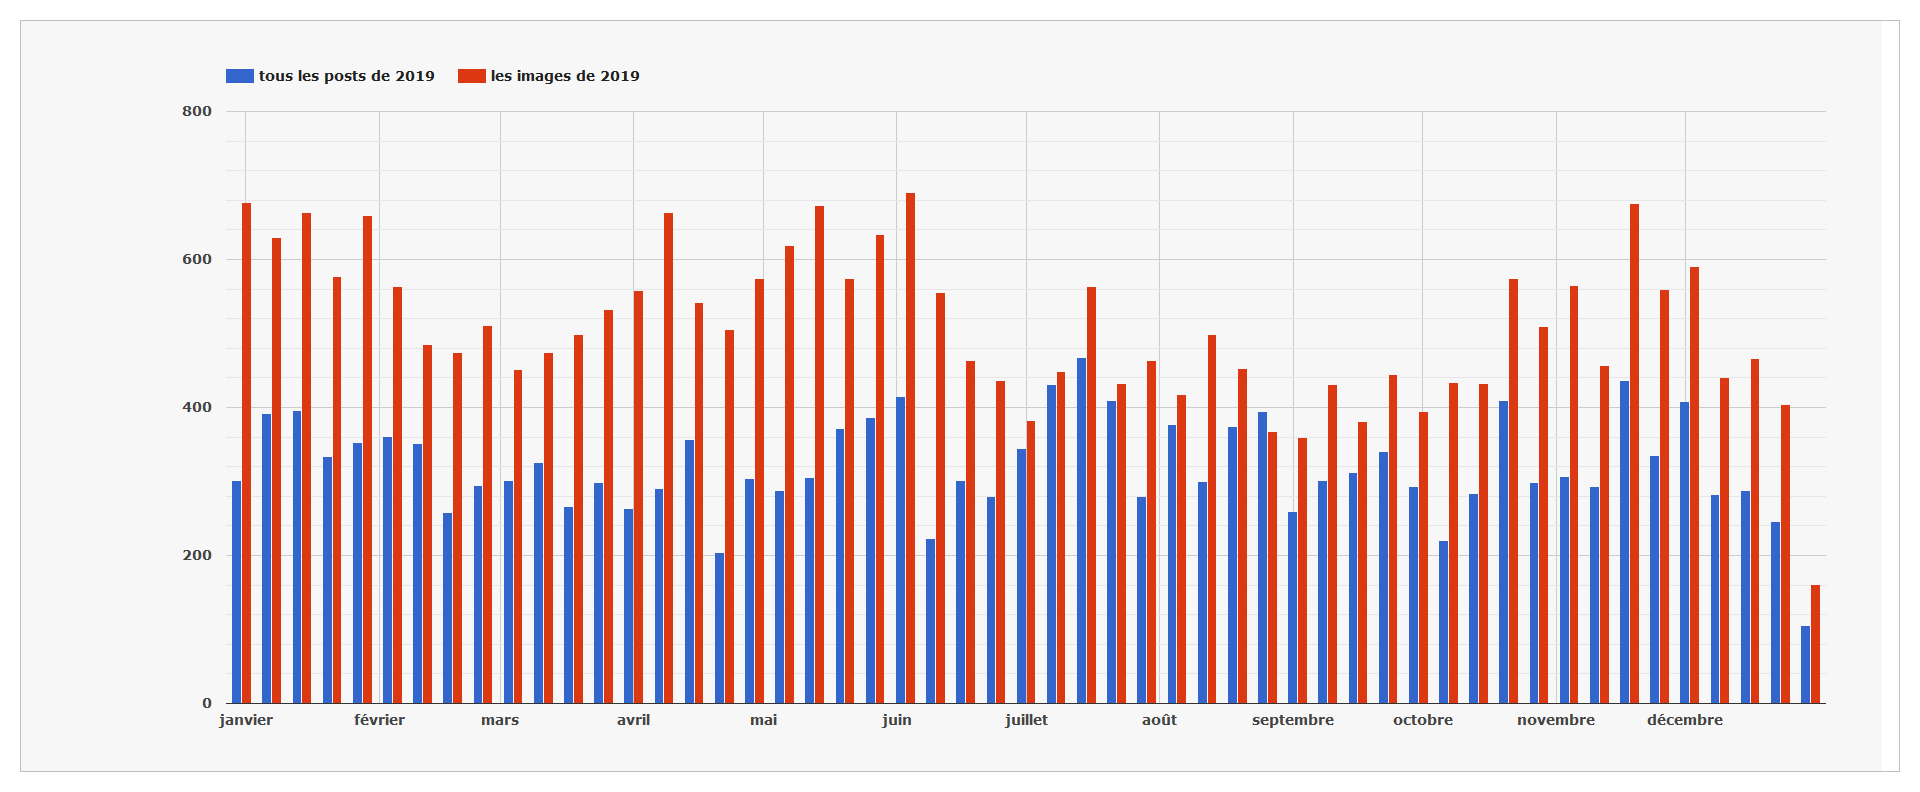 tous les posts de 2019 les images de 2019
800
600
400
200
0
janvier février mars avril mai juin juillet août septembre octobre novembre décembre